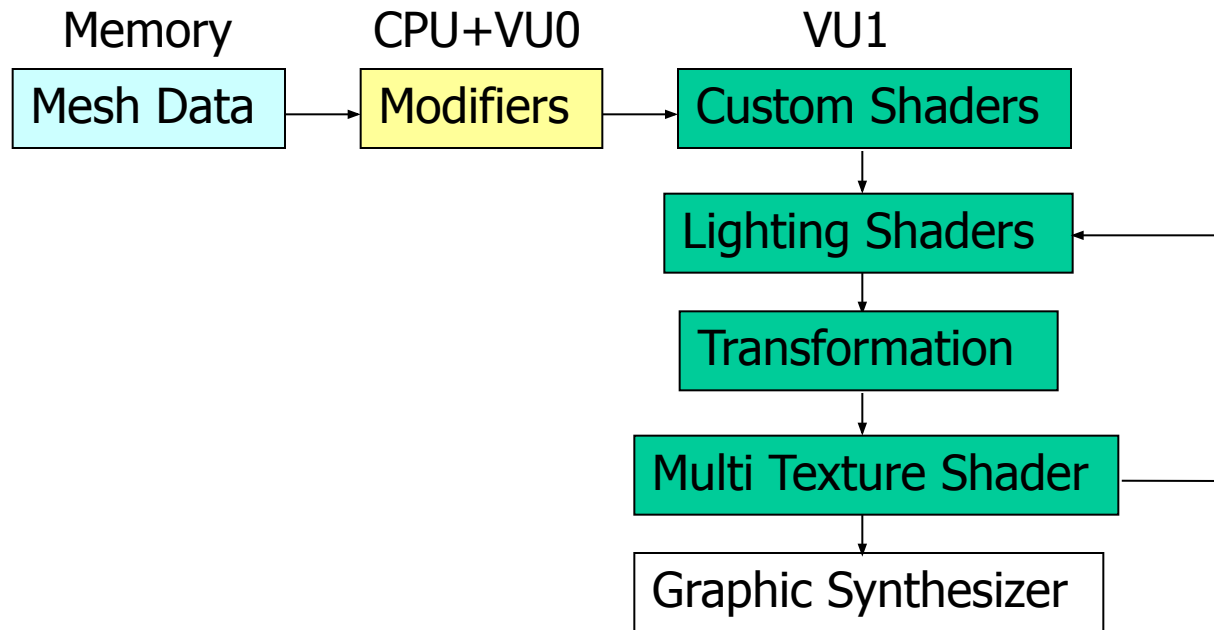 Memory
CPU+VU0
VU1
Mesh Data
Modifiers
Custom Shaders
Lighting Shaders
Transformation
Multi Texture Shader
Graphic Synthesizer